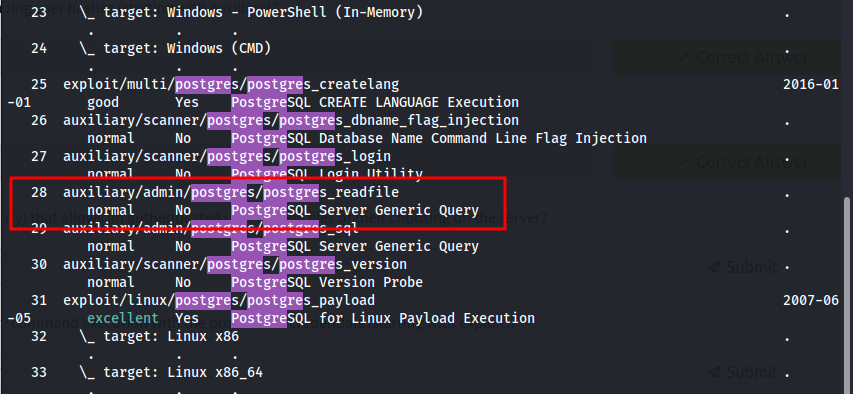 23 \_ target: Windows - PowerShell (In-Memory) .
. . .
24 \_ target: Windows (CMD) .
. . .
25 exploit/multi/postgres/postgres_createlang 2016-01
-01 good Yes PostgreSQL CREATE LANGUAGE Execution
26 auxiliary/scanner/postgres/postgres_dbname_flag_injection .
normal No PostgreSQL Database Name Command Line Flag Injection
27 auxiliary/scanner/postgres/postgres_login .
normal No PostgreSQL Login Utility
28 auxiliary/admin/postgres/postgres_readfile .
normal No PostgreSQL Server Generic Query
29 auxiliary/admin/postgres/postgres_sql .
normal No PostgreSQL Server Generic Query
30 auxiliary/scanner/postgres/postgres_version .
normal No PostgreSQL Version Probe
31 exploit/linux/postgres/postgres_payload 2007-06
-05 excellent Yes PostgreSQL for Linux Payload Execution
32 \_ target: Linux x86 .
. . .
33 \_ target: Linux x86_64 .
. . .
Correct Answer
Correct Answer
Submit
Submit